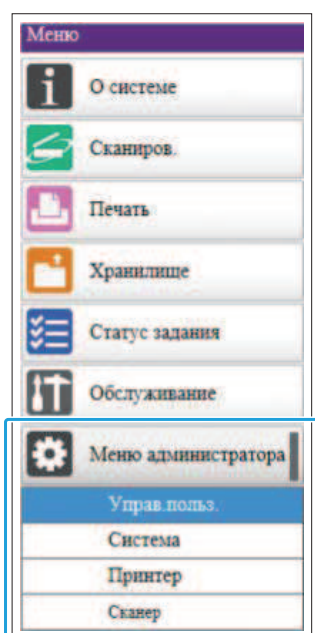 Меню
О системе
Сканиров.
Печать
Хранилище
Статус задания
Обслуживание
Меню администратора
Управ.польз.
Система
Принтер
Сканер